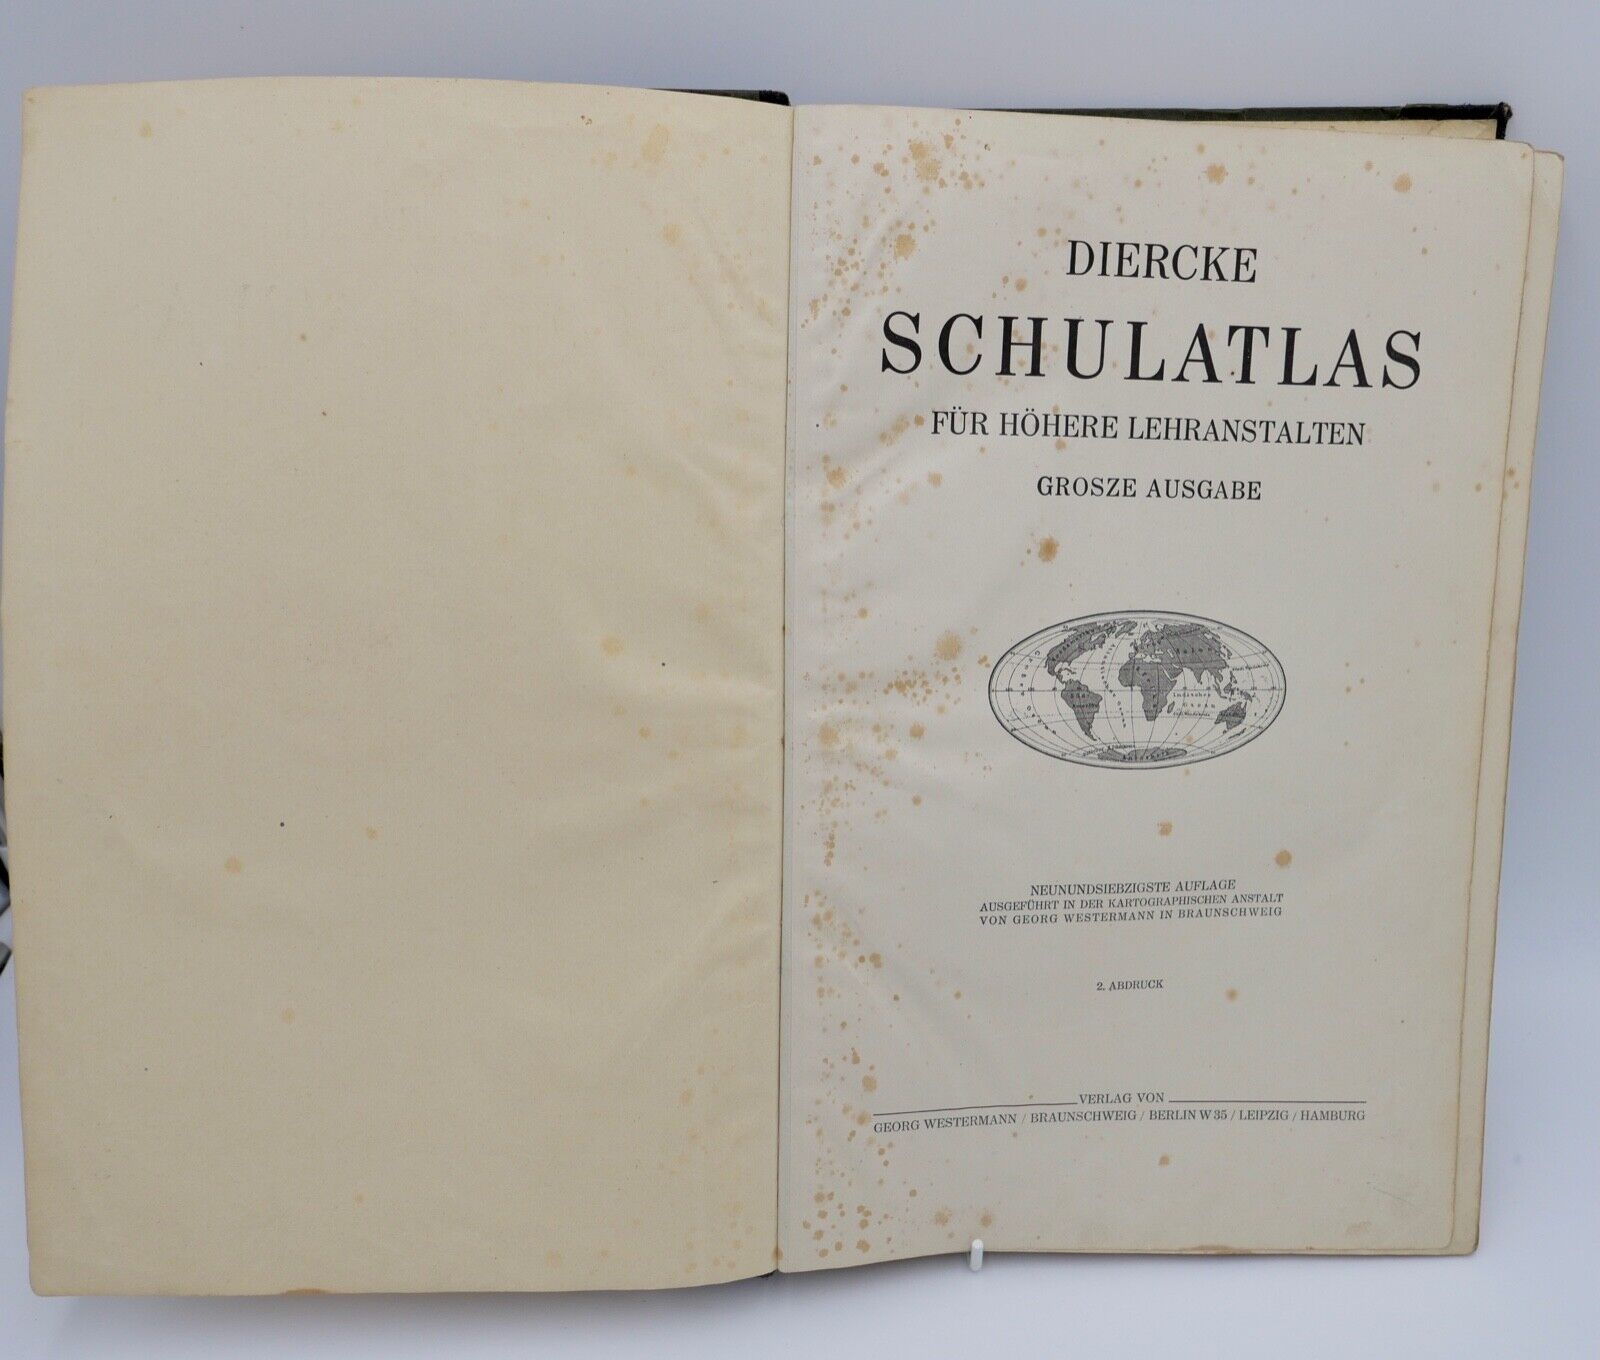 DIERCKE
SCHULATLAS
FÜR HÖHERE LEHRANSTALTEN
GROSZE AUSGABE
Indischer
NEUNUNDSIEBZIGSTE AUFLAGE
AUSGEFÜHRT IN DER KARTOGRAPHISCHEN ANSTALT
VON GEORG WESTERMANN IN BRAUNSCHWEIG
2. ABDRUCK
VERLAG VON
GEORG WESTERMANN / BRAUNSCHWEIG / BERLIN W 35 / LEIPZIG / HAMBURG